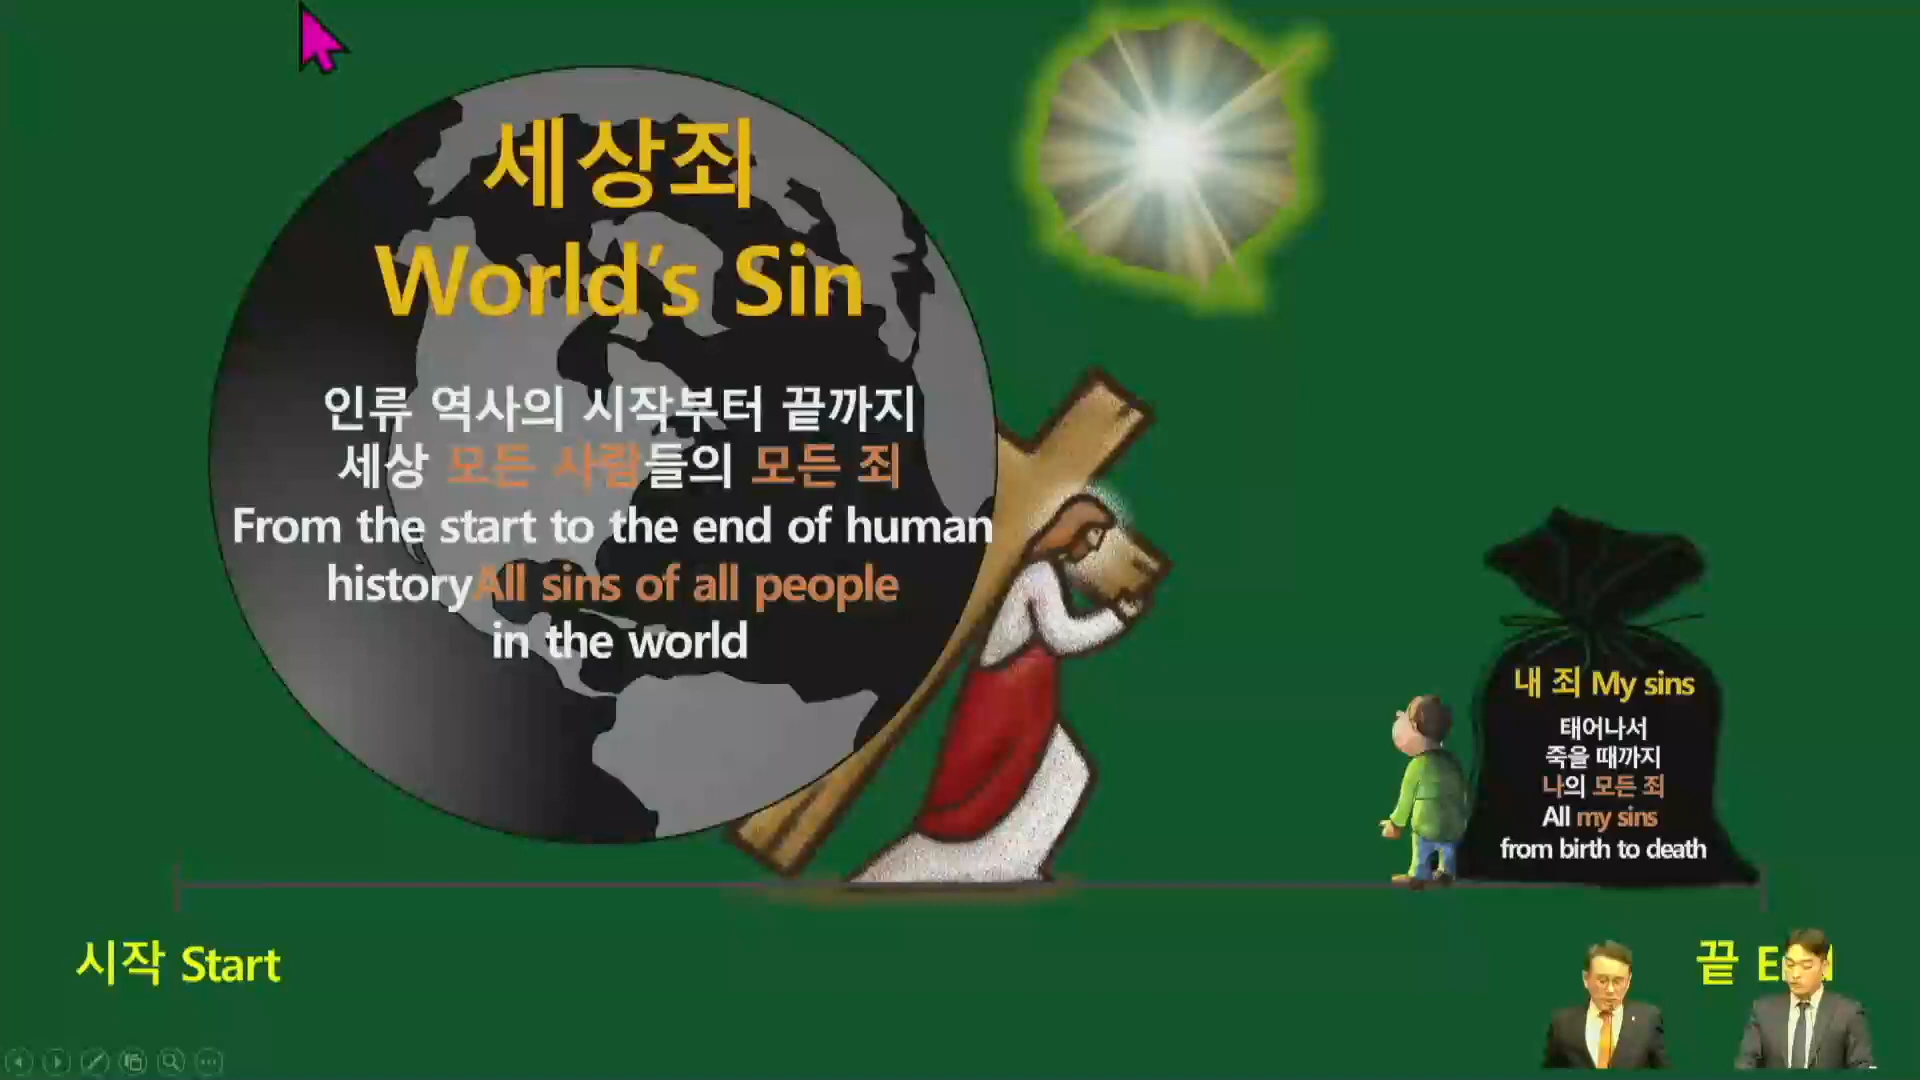 세상죄
World's Sin
인류 역사의 시작부터 끝까지
세상 모든 사람들의 모든 죄
From the start to the end of human
historyAll sins of all people
in the world
내 죄 My sins
태어나서
죽을 때까지
나의 모든 죄
All my sins
from birth to death
시작 Start
끝